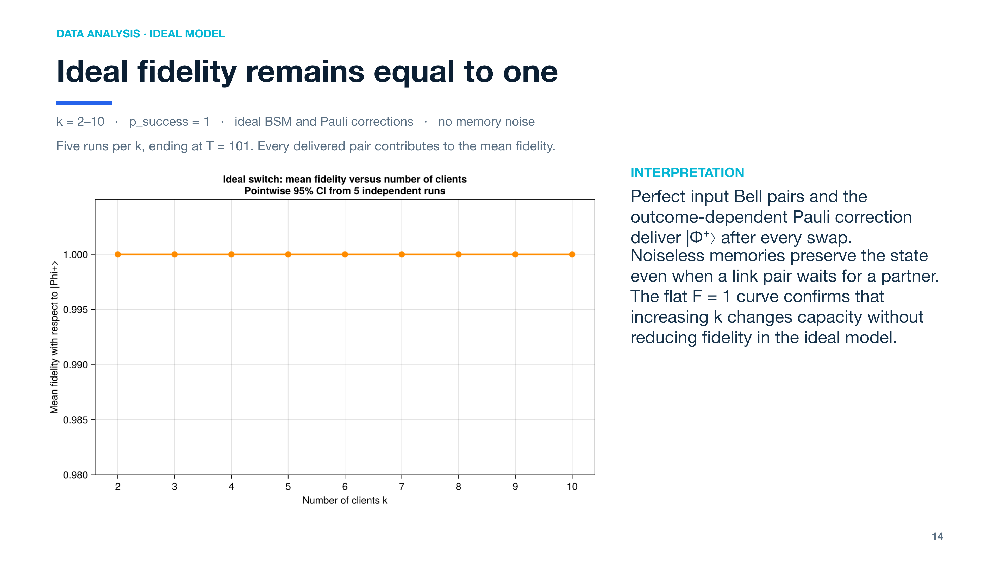 DATA ANALYSIS · IDEAL MODEL
Ideal fidelity remains equal to one
k = 2–10 · p_success = 1 · ideal BSM and Pauli corrections · no memory noise
Five runs per k, ending at T = 101. Every delivered pair contributes to the mean fidelity.
Ideal switch: mean fidelity versus number of clients
Pointwise 95% CI from 5 independent runs
Mean fidelity with respect to |Phi+>
1.000
0.995
0.990
0.985
0.980
2 3 4 5 6 7 8 9 10
Number of clients k
INTERPRETATION
Perfect input Bell pairs and the
outcome-dependent Pauli correction
deliver |Φ⁺〉 after every swap.
Noiseless memories preserve the state
even when a link pair waits for a partner.
The flat F = 1 curve confirms that
increasing k changes capacity without
reducing fidelity in the ideal model.
14